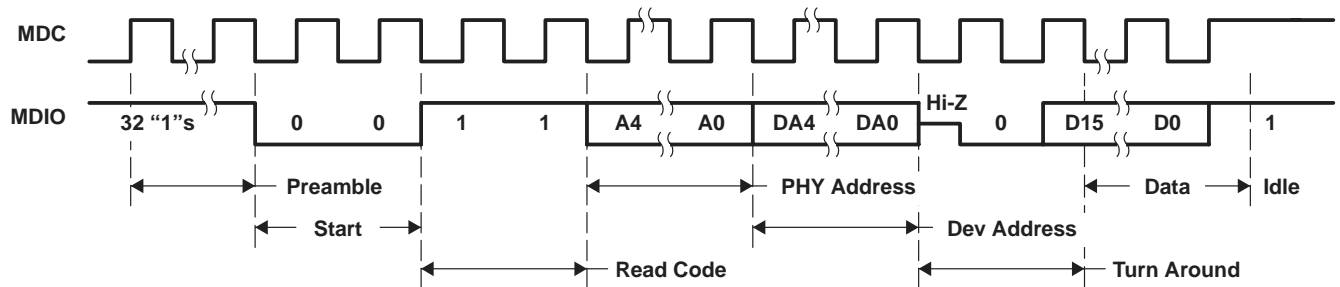 MDC
MDIO
32 “1”s 0 0 1 1 A4 A0 DA4 DA0 Hi-Z 0 D15 D0 1
Preamble PHY Address Data Idle
Start Dev Address
Read Code Turn Around